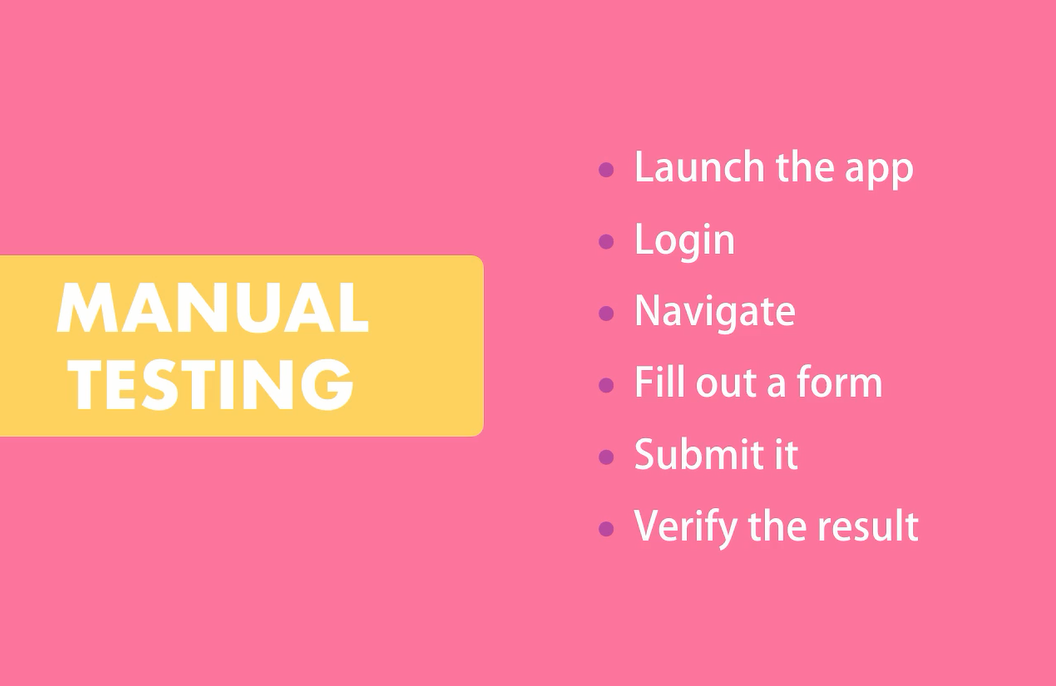 MANUAL
TESTING
Launch the app
Login
Navigate
Fill out a form
Submit it
Verify the result